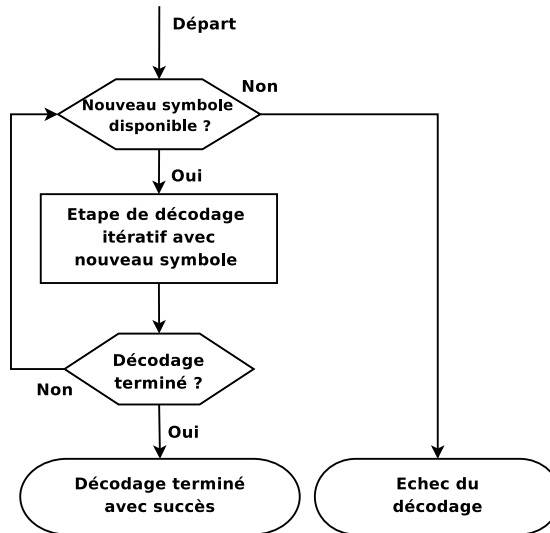 Départ
Non
Nouveau symbole
disponible ?
Oui
Etape de décodage
itératif avec
nouveau symbole
Décodage
terminé ?
Non
Oui
Décodage terminé
avec succès
Echec du
décodage